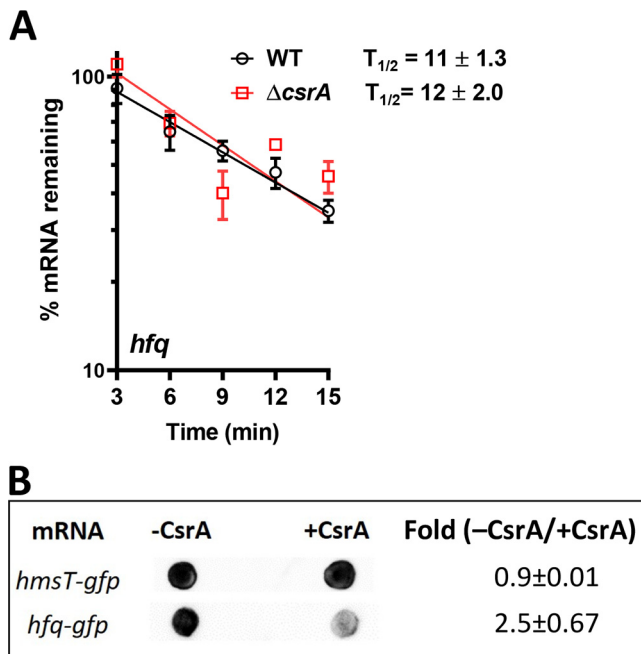 A
WT T1/2 = 11 ± 1.3
ΔcsrA T1/2= 12 ± 2.0
100
% mRNA remaining
hfq
10
3 6 9 12 15
Time (min)
B
mRNA -CsrA +CsrA Fold (–CsrA/+CsrA)
hmsT-gfp 0.9±0.01
hfq-gfp 2.5±0.67